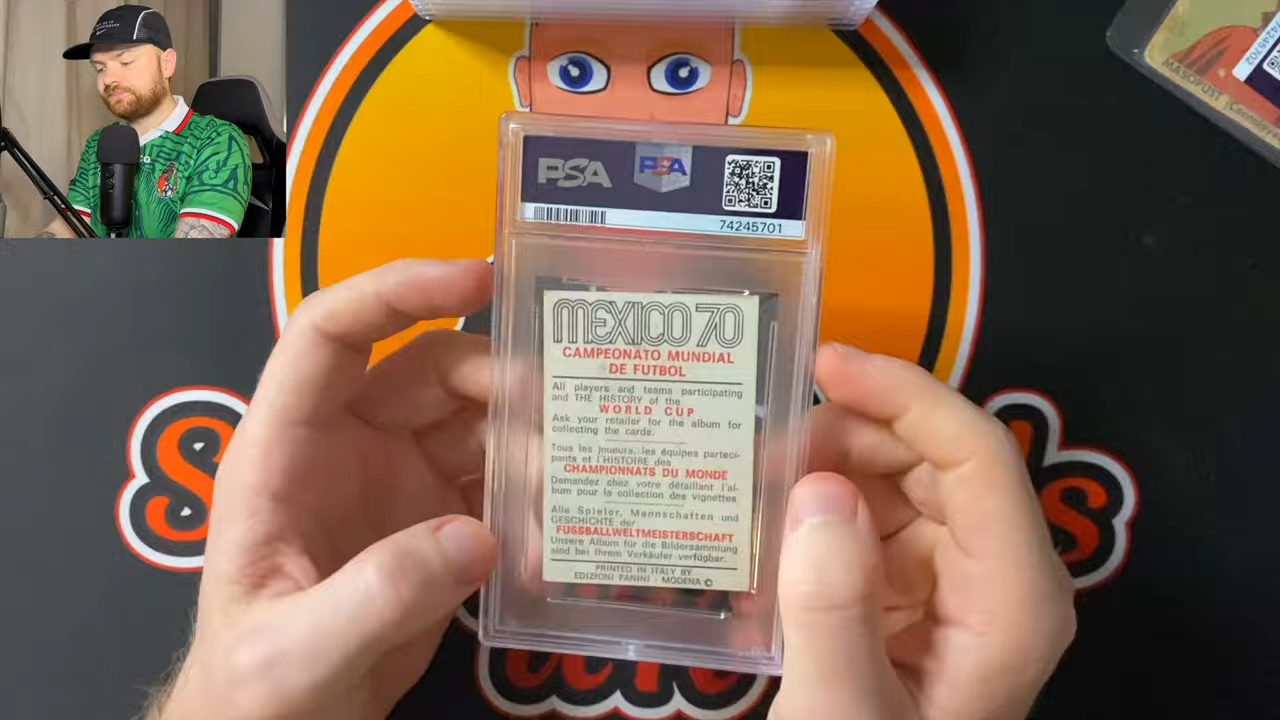 PSA
PSA
74245701
MEXICO 70
CAMPEONATO MUNDIAL
DE FUTBOL
All players and teams participating
and THE HISTORY of the
WORLD CUP
Ask your retailer for the album for
collecting the cards.
Tous les joueurs, les équipes parteci-
pants et l'HISTOIRE des
CHAMPIONNATS DU MONDE
Demandez chez votre détaillant l'al-
bum pour la collection des vignettes
Alle Spieler, Mannschaften und
GESCHICHTE der
FUSSBALLWELTMEISTERSCHAFT
Unsere Album für die Bildersammlung
sind bei Ihrem Verkäufer verfügbar.
PRINTED IN ITALY BY
EDIZIONI PANINI - MODENA ©
74245702
MASOPUST